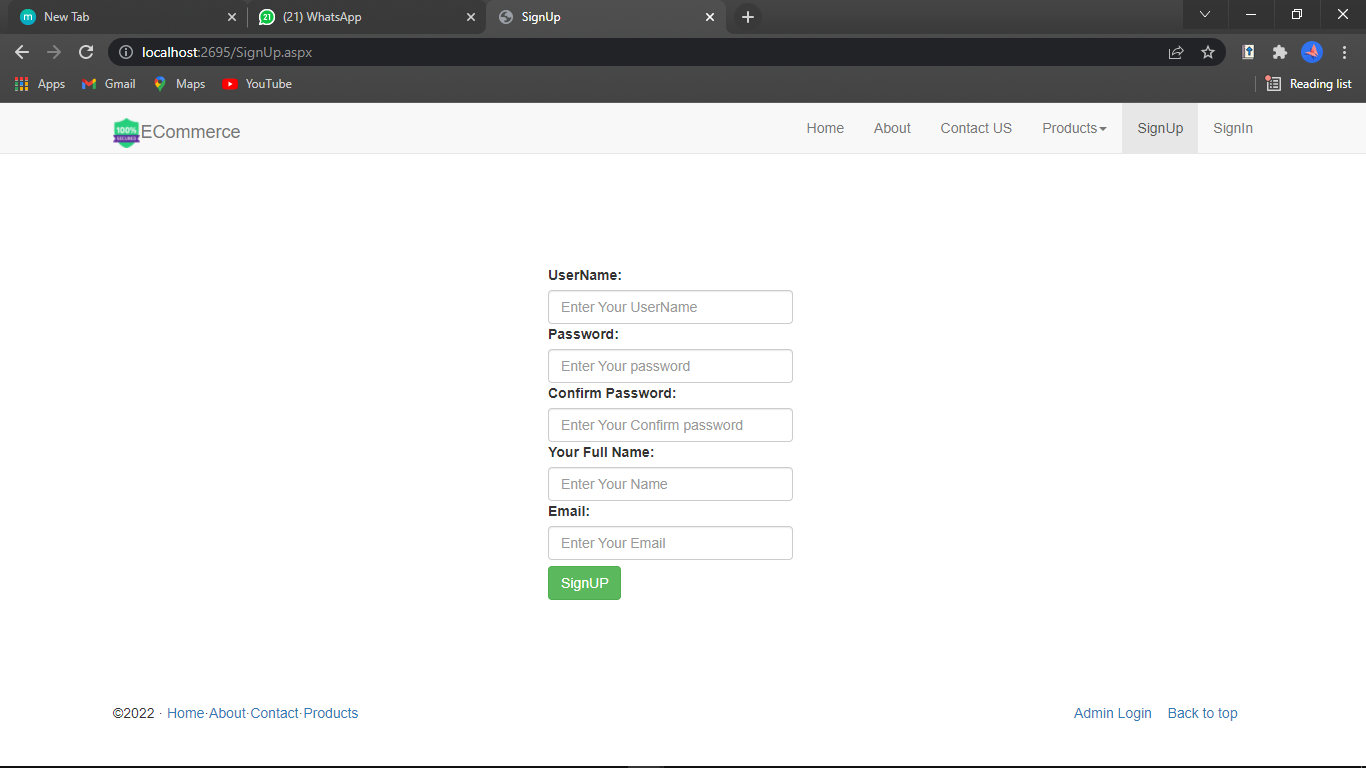 New Tab
(21) WhatsApp
SignUp
localhost:2695/SignUp.aspx
Apps
Gmail
Maps
YouTube
Reading list
100%
SECURED
ECommerce
Home
About
Contact US
Products
SignUp
SignIn
UserName:
Enter Your UserName
Password:
Enter Your password
Confirm Password:
Enter Your Confirm password
Your Full Name:
Enter Your Name
Email:
Enter Your Email
SignUP
©2022 · Home·About·Contact·Products
Admin Login
Back to top